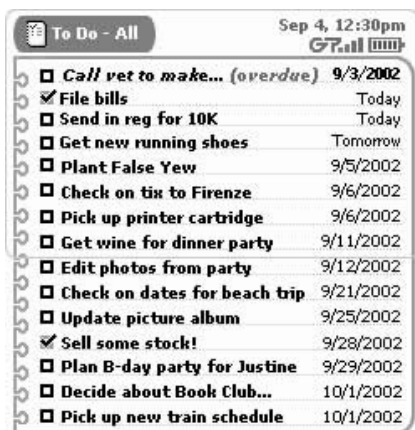 To Do - All Sep 4, 12:30pm
G7
Call vet to make... (overdue) 9/3/2002
File bills Today
Send in reg for 10K Today
Get new running shoes Tomorrow
Plant False Yew 9/5/2002
Check on tix to Firenze 9/6/2002
Pick up printer cartridge 9/6/2002
Get wine for dinner party 9/11/2002
Edit photos from party 9/12/2002
Check on dates for beach trip 9/21/2002
Update picture album 9/25/2002
Sell some stock! 9/28/2002
Plan B-day party for Justine 9/29/2002
Decide about Book Club... 10/1/2002
Pick up new train schedule 10/1/2002